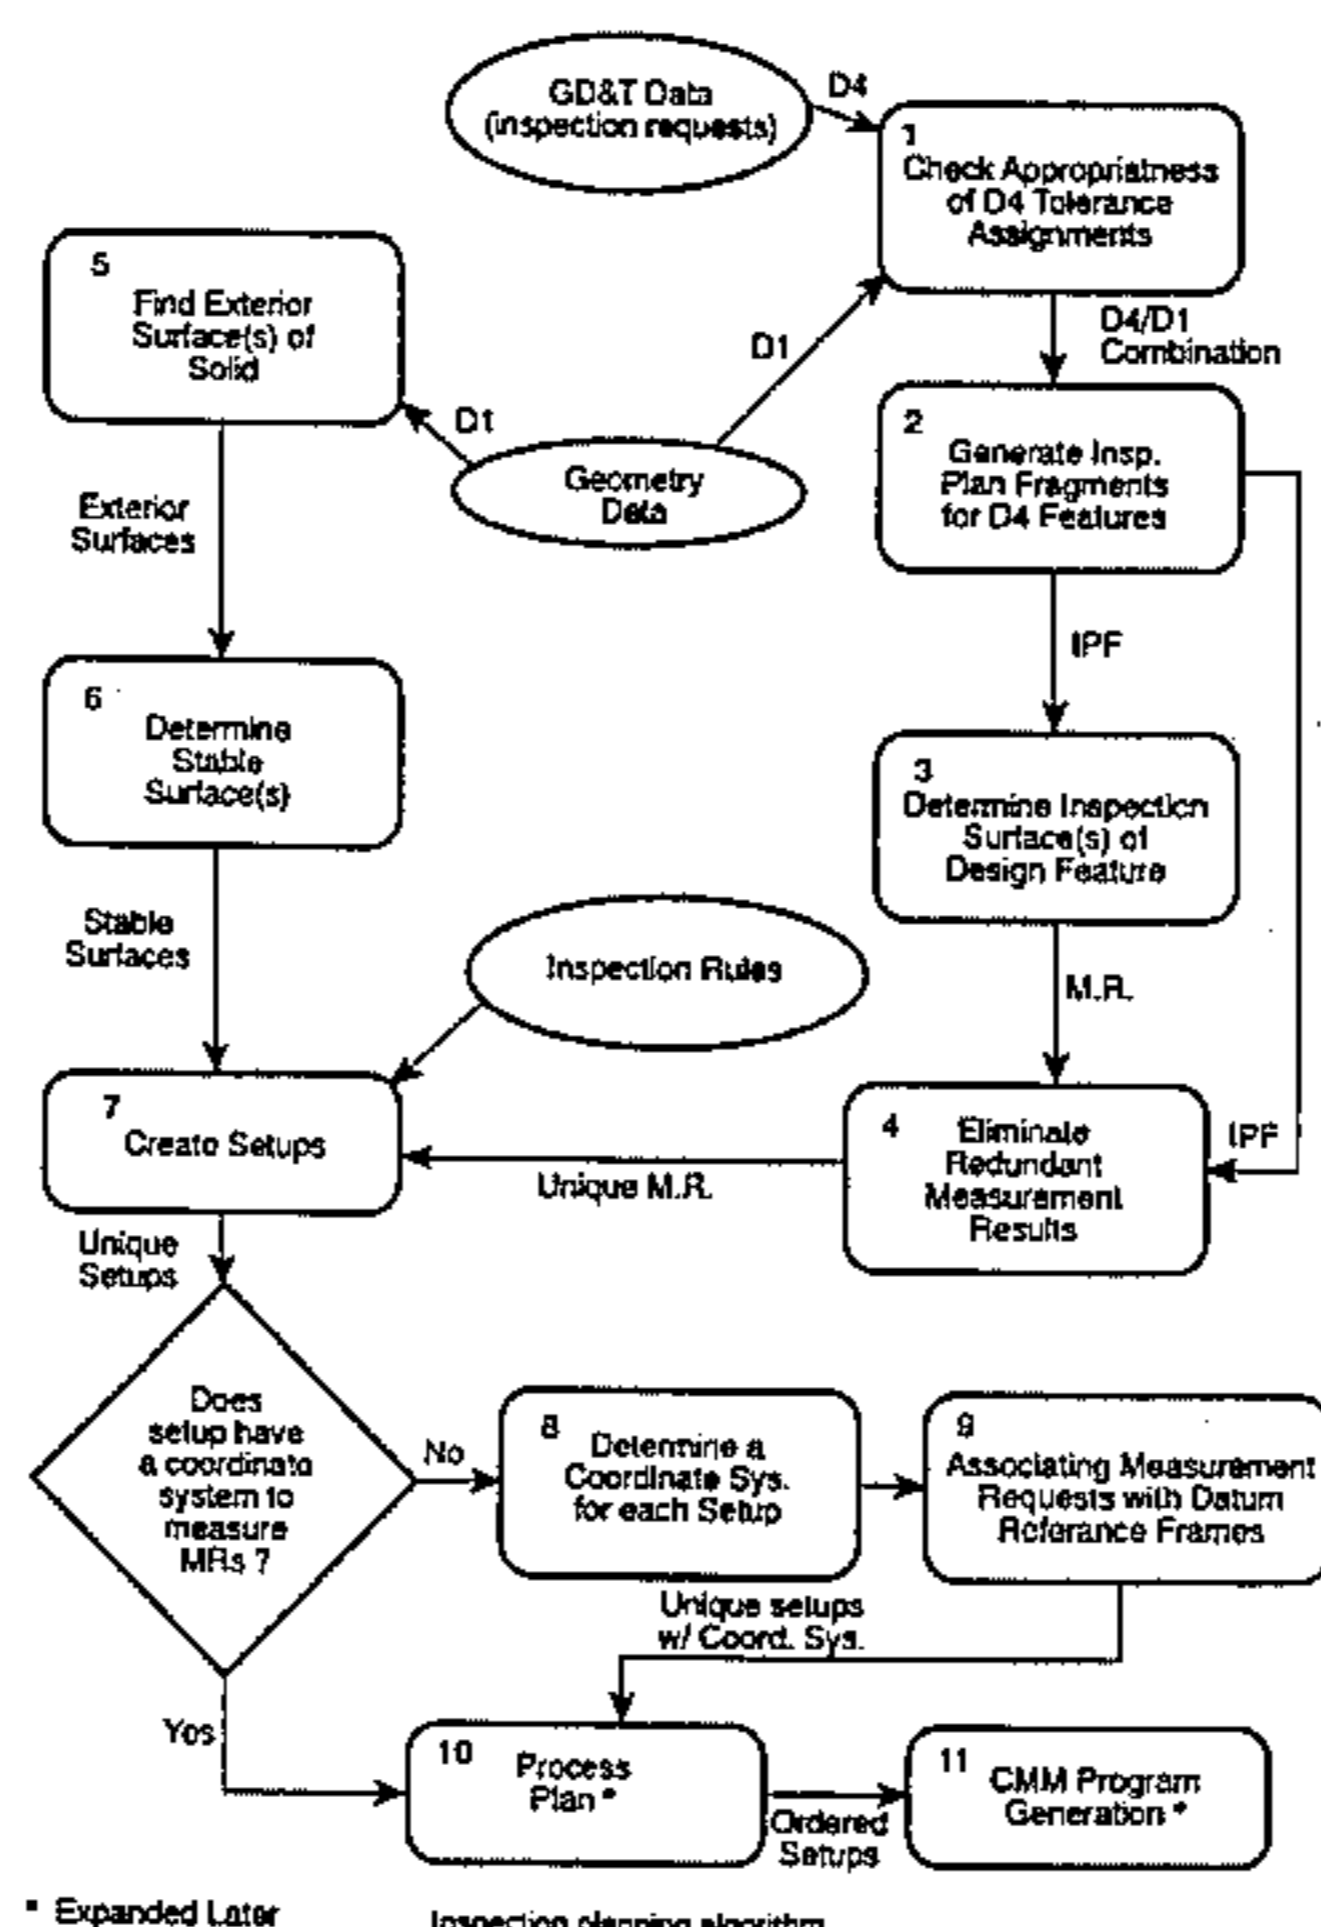 GD&T Data
(inspection requests)
D4
1
Check Appropriatness
of D4 Tolerance
Assignments
5
Find Exterior
Surface(s) of
Solid
D1
D1
D4/D1
Combination
Geometry
Data
2
Generate Insp.
Plan Fragments
for D4 Features
Exterior
Surfaces
IPF
6
Determine
Stable
Surface(s)
3
Determine Inspection
Surface(s) of
Design Feature
Stable
Surfaces
Inspection Rules
M.R.
7
Create Setups
4
Eliminate
Redundant
Measurement
Results
IPF
Unique M.R.
Unique
Setups
Does
setup have
a coordinate
system to
measure
MRs ?
No
8
Determine a
Coordinate Sys.
for each Setup
9
Associating Measurement
Requests with Datum
Referance Frames
Unique setups
w/ Coord. Sys.
Yes
10
Process
Plan *
Ordered
Setups
11
CMM Program
Generation *
* Expanded Later
Inspection planning algorithm